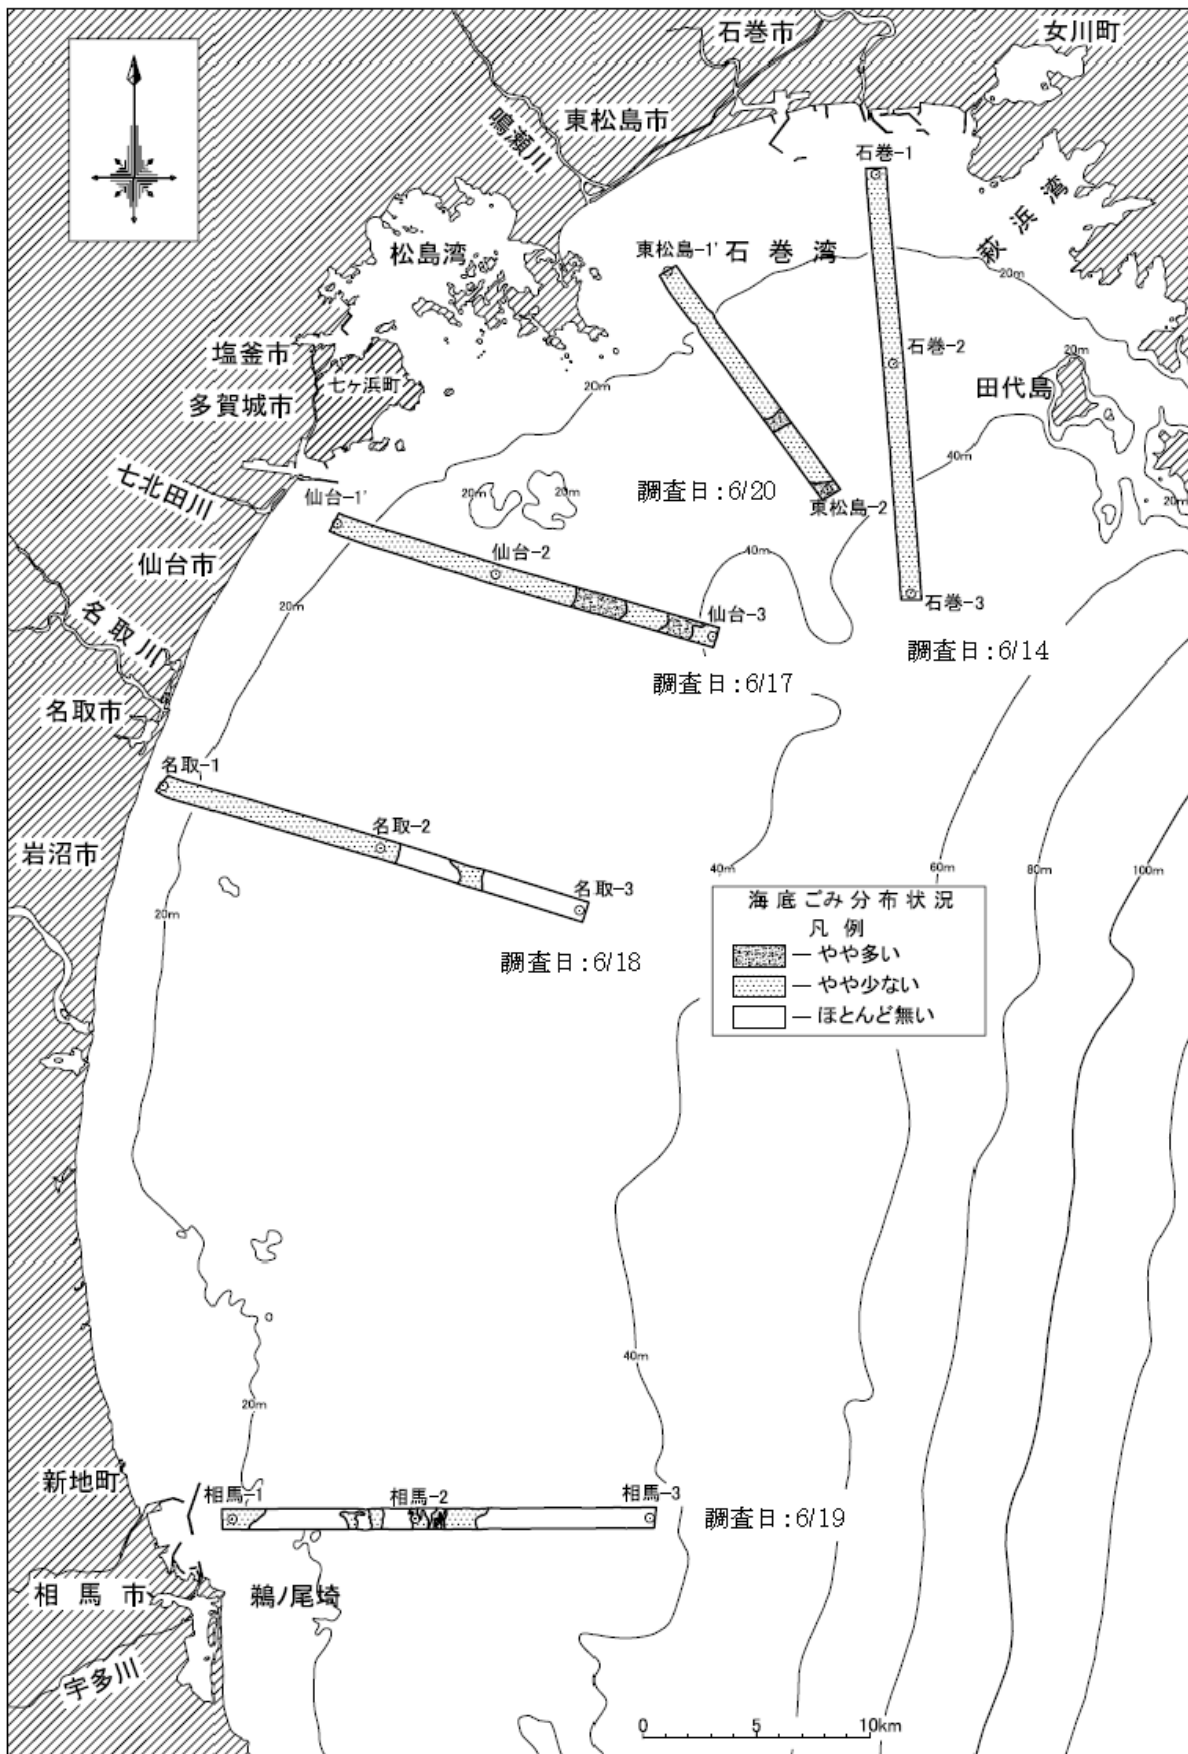 石巻市
女川町
東松島市
鳴瀬川
石巻-1
萩浜湾
松島湾
東松島-1'
石巻湾
20m
塩釜市
七ヶ浜町
多賀城市
20m
石巻-2
20m
田代島
40m
七北田川
仙台-1'
20m
20m
調査日:6/20
東松島-2
20m
仙台市
仙台-2
40m
20m
仙台-3
石巻-3
名取川
調査日:6/17
調査日:6/14
名取市
名取-1
名取-2
岩沼市
40m
60m
80m
100m
名取-3
20m
調査日:6/18
海底ごみ分布状況
凡例
—やや多い
—やや少ない
—ほとんど無い
40m
20m
新地町
相馬-1
相馬-2
相馬-3
調査日:6/19
相馬市
鵜ノ尾埼
宇多川
0 5 10km